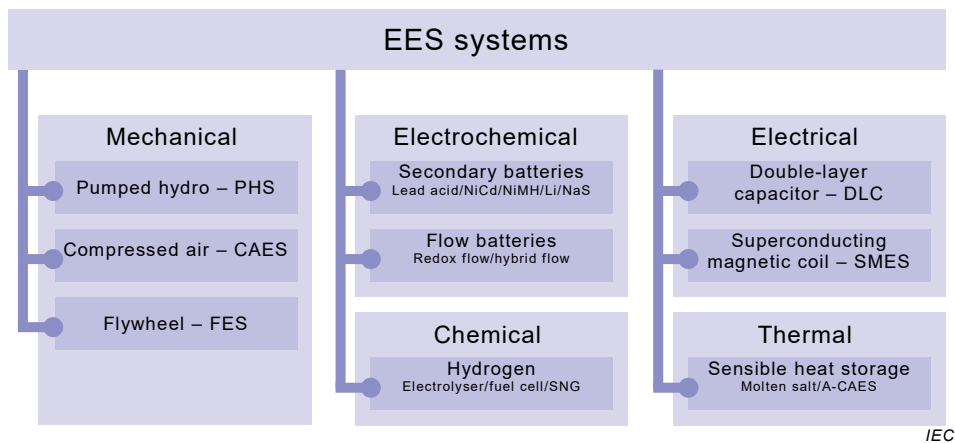 EES systems
Mechanical
Pumped hydro – PHS
Compressed air – CAES
Flywheel – FES
Electrochemical
Secondary batteries
Lead acid/NiCd/NiMH/Li/NaS
Flow batteries
Redox flow/hybrid flow
Chemical
Hydrogen
Electrolyser/fuel cell/SNG
Electrical
Double-layer
capacitor – DLC
Superconducting
magnetic coil – SMES
Thermal
Sensible heat storage
Molten salt/A-CAES
IEC